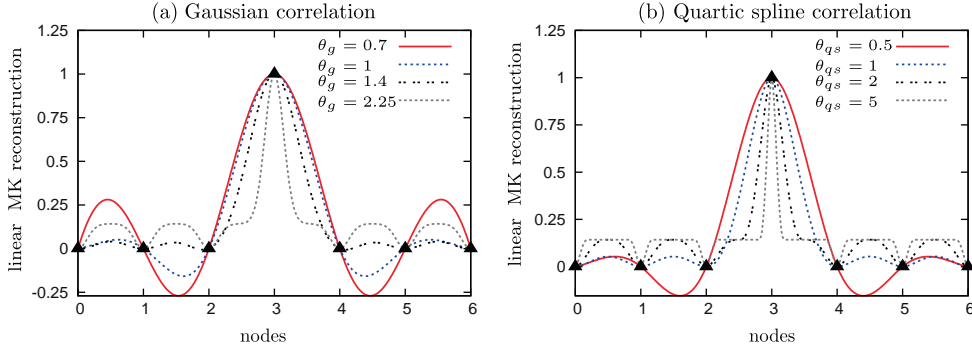 (a) Gaussian correlation
linear MK reconstruction
1
0.75
0.5
0.25
0
-0.25
θg = 0.7
θg = 1
θg = 1.4
θg = 2.25
0 1 2 3 4 5 6
nodes
(b) Quartic spline correlation
linear MK reconstruction
1.25
1
0.75
0.5
0.25
0
θqs = 0.5
θqs = 1
θqs = 2
θqs = 5
0 1 2 3 4 5 6
nodes